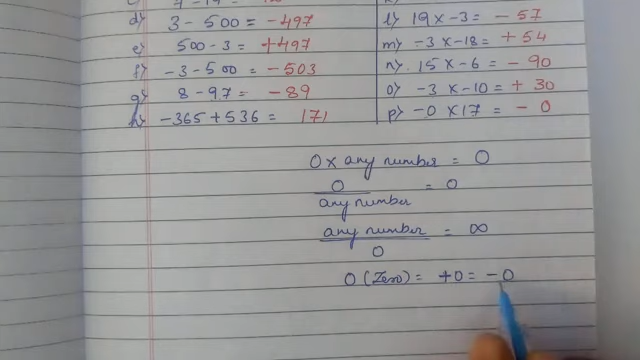 d) 3 - 500 = -497
e) 500 - 3 = +497
f) -3 - 500 = -503
g) 8 - 97 = -89
h) -365 + 536 = 171
l) 19 x -3 = - 57
m) -3 x -18 = + 54
n) 15 x -6 = - 90
o) -3 x -10 = + 30
p) -0 x 17 = - 0
0 x any number = 0
0 = 0
any number
any number = ∞
0
0 (Zero) = +0 = -0